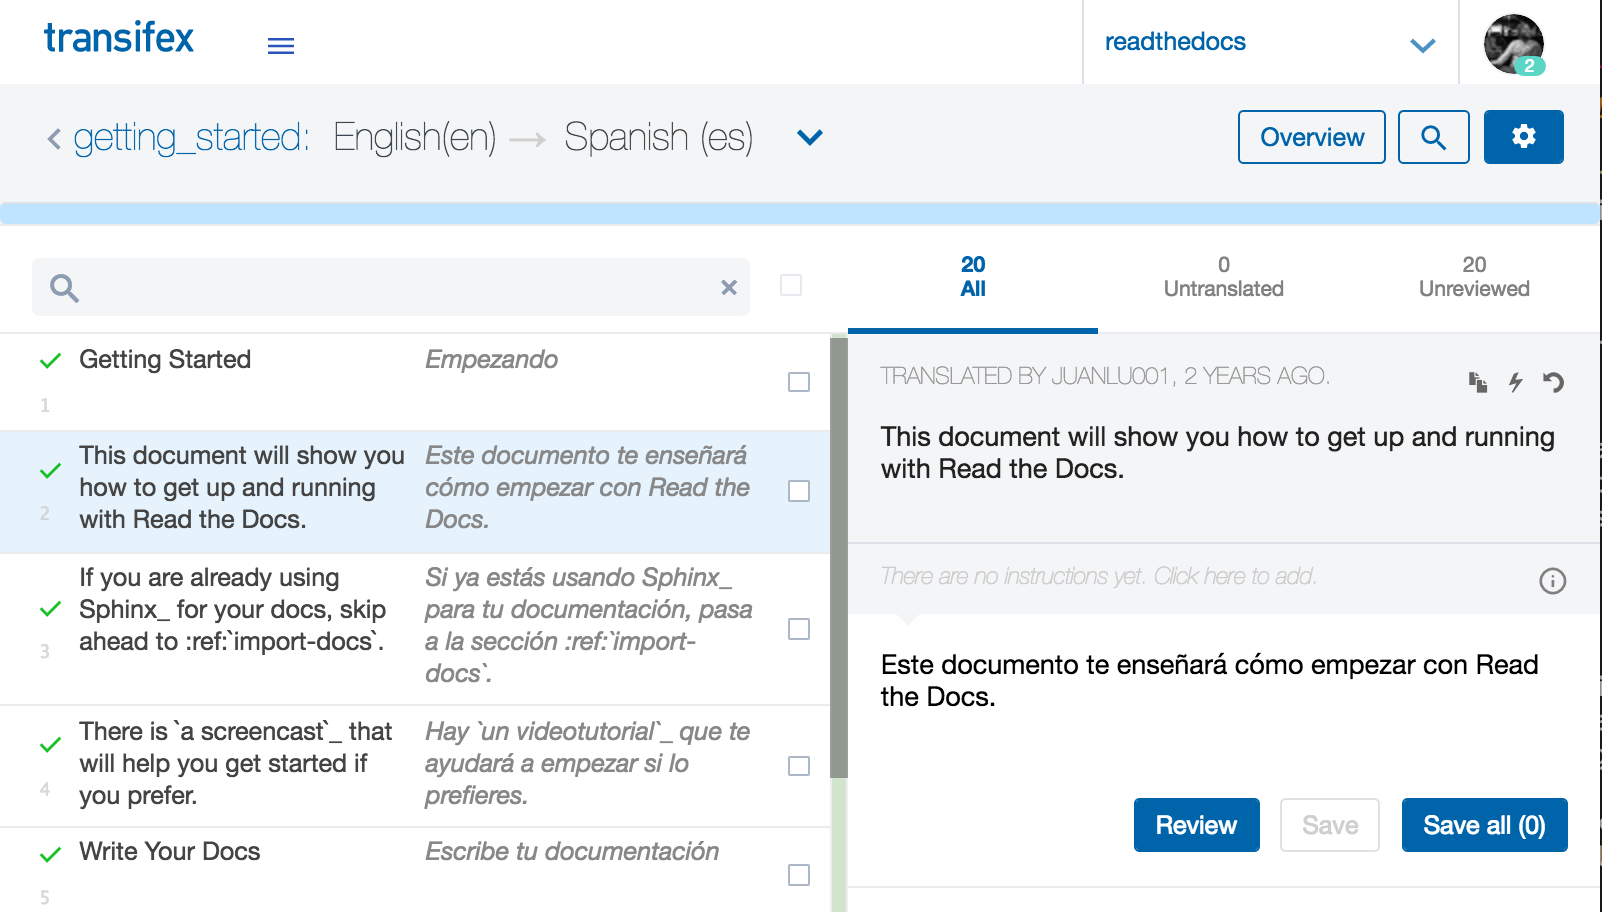 transifex
readthedocs
2
getting_started: English(en) → Spanish (es)
Overview
20
All
0
Untranslated
20
Unreviewed
Getting Started
Empezando
1
This document will show you
how to get up and running
with Read the Docs.
Este documento te enseñará
cómo empezar con Read the
Docs.
2
If you are already using
Sphinx_ for your docs, skip
ahead to :ref:`import-docs`.
Si ya estás usando Sphinx_
para tu documentación, pasa
a la sección :ref:`import-
docs`.
3
There is `a screencast`_ that
will help you get started if
you prefer.
Hay `un videotutorial`_ que te
ayudará a empezar si lo
prefieres.
4
Write Your Docs
Escribe tu documentación
5
TRANSLATED BY JUANLU001, 2 YEARS AGO.
This document will show you how to get up and running
with Read the Docs.
There are no instructions yet. Click here to add.
Este documento te enseñará cómo empezar con Read
the Docs.
Review
Save
Save all (0)